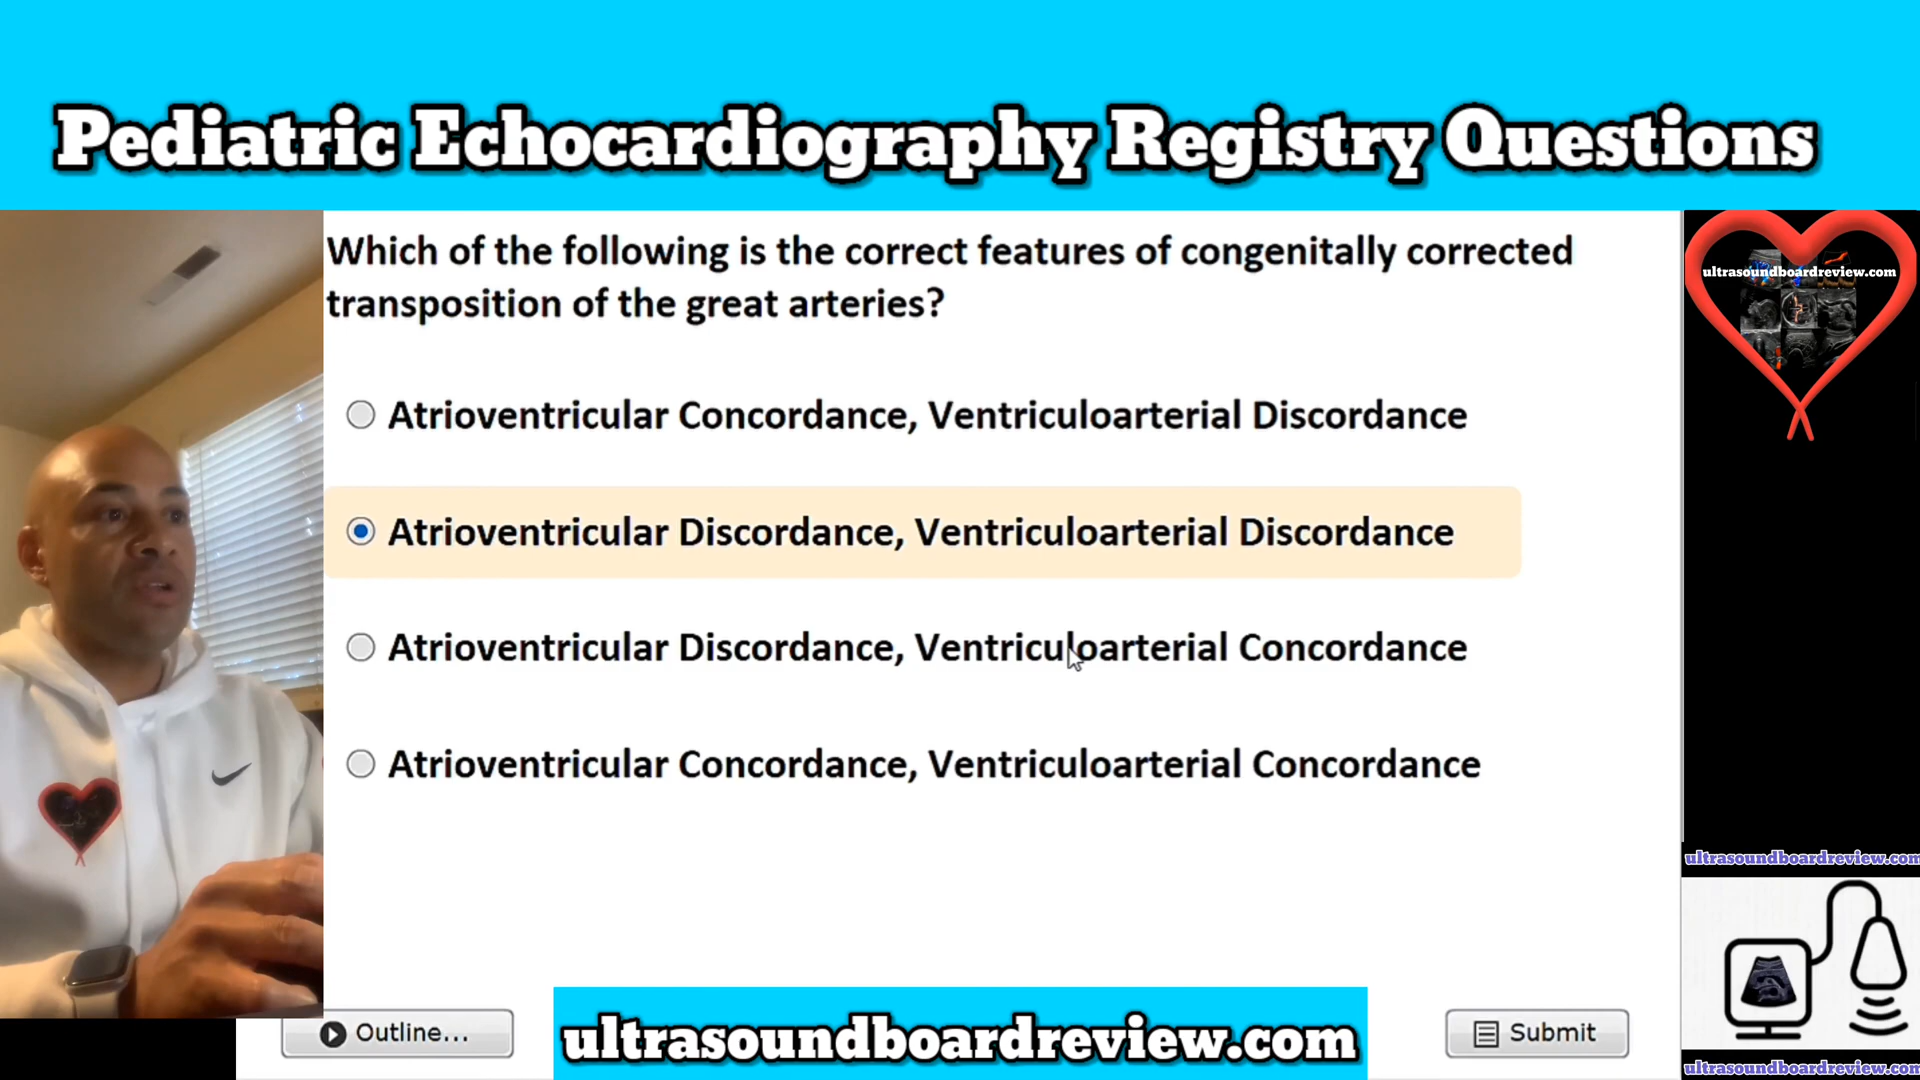 Pediatric Echocardiography Registry Questions
Which of the following is the correct features of congenitally corrected
transposition of the great arteries?
Atrioventricular Concordance, Ventriculoarterial Discordance
Atrioventricular Discordance, Ventriculoarterial Discordance
Atrioventricular Discordance, Ventriculoarterial Concordance
Atrioventricular Concordance, Ventriculoarterial Concordance
Outline...
ultrasoundboardreview.com
Submit
ultrasoundboardreview.com
ultrasoundboardreview.com
ultrasoundboardreview.com